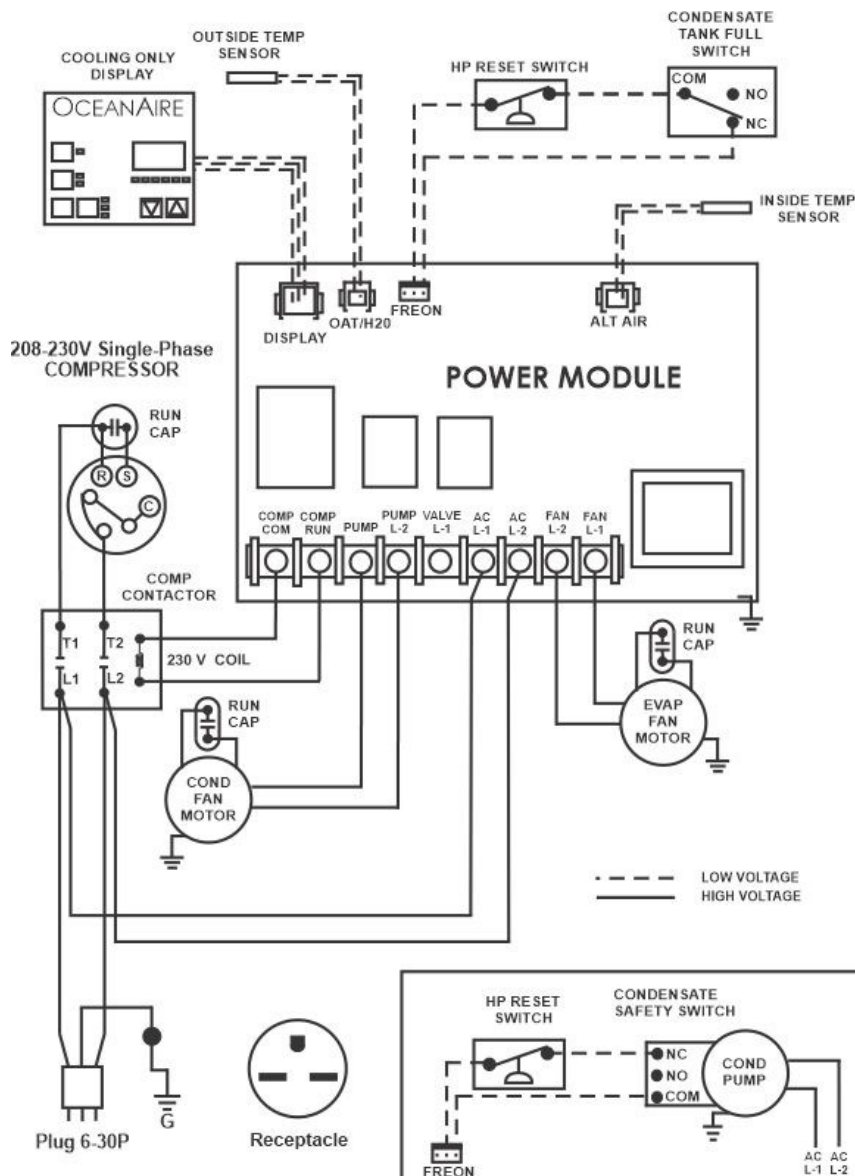 CONDENSATE
TANK FULL
SWITCH
OUTSIDE TEMP
SENSOR
COOLING ONLY
DISPLAY
HP RESET SWITCH
COM
NO
NC
OCEANAIRE
INSIDE TEMP
SENSOR
DISPLAY
OAT/H20
FREON
ALT AIR
208-230V Single-Phase
COMPRESSOR
POWER MODULE
RUN
CAP
R
S
C
COMP
COM
COMP
RUN
PUMP
PUMP
L-2
VALVE
L-1
AC
L-1
AC
L-2
FAN
L-2
FAN
L-1
COMP
CONTACTOR
T1
T2
230 V COIL
L1
L2
RUN
CAP
EVAP
FAN
MOTOR
RUN
CAP
COND
FAN
MOTOR
LOW VOLTAGE
HIGH VOLTAGE
HP RESET
SWITCH
CONDENSATE
SAFETY SWITCH
NC
NO
COM
COND
PUMP
G
Plug 6-30P
Receptacle
FREON
AC
L-1
AC
L-2